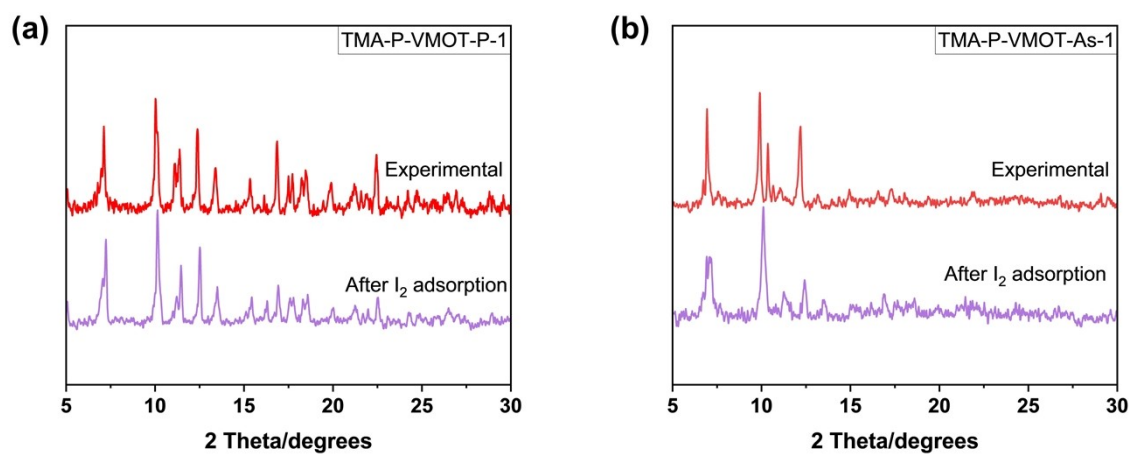 (a)
TMA-P-VMOT-P-1
Experimental
After I₂ adsorption
5 10 15 20 25 30
2 Theta/degrees
(b)
TMA-P-VMOT-As-1
Experimental
After I₂ adsorption
5 10 15 20 25 30
2 Theta/degrees